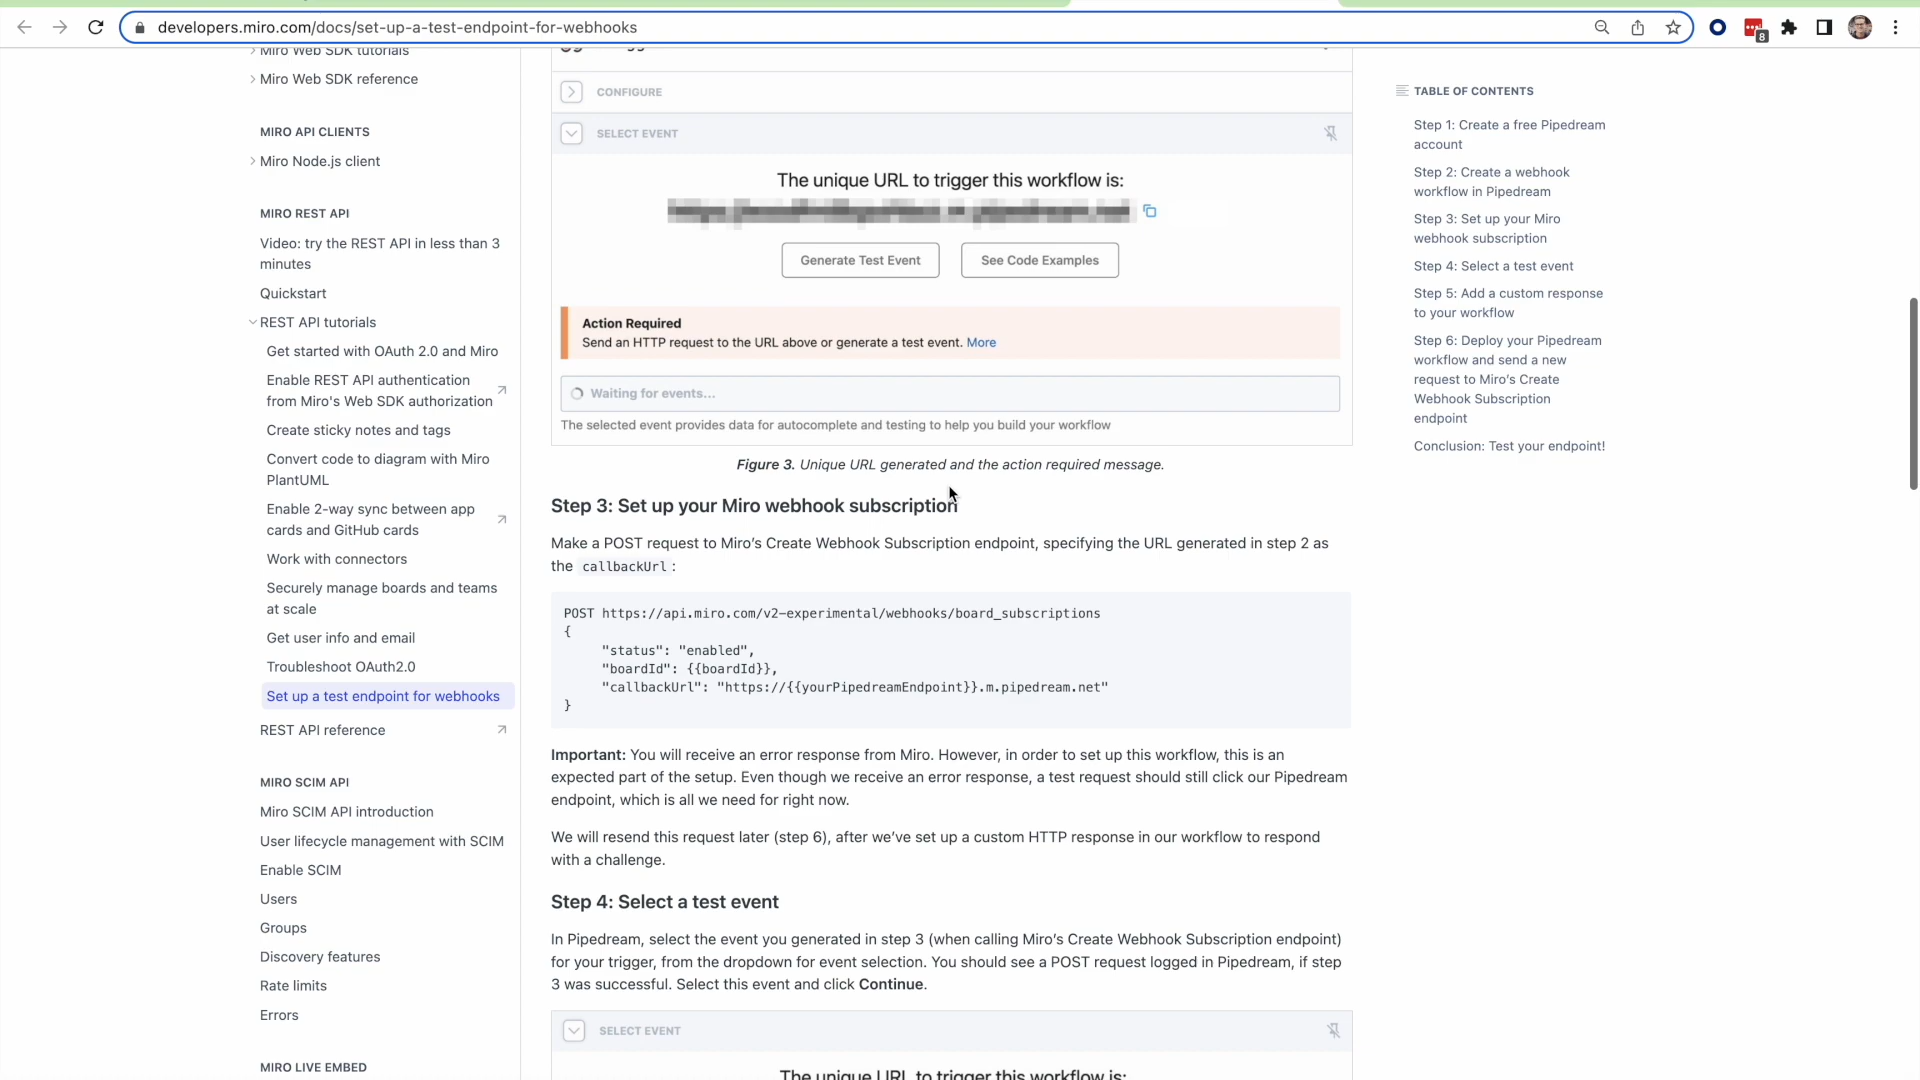 developers.miro.com/docs/set-up-a-test-endpoint-for-webhooks
8
Miro Web SDK tutorials
Miro Web SDK reference
MIRO API CLIENTS
Miro Node.js client
MIRO REST API
Video: try the REST API in less than 3
minutes
Quickstart
REST API tutorials
Get started with OAuth 2.0 and Miro
Enable REST API authentication
from Miro's Web SDK authorization
Create sticky notes and tags
Convert code to diagram with Miro
PlantUML
Enable 2-way sync between app
cards and GitHub cards
Work with connectors
Securely manage boards and teams
at scale
Get user info and email
Troubleshoot OAuth2.0
Set up a test endpoint for webhooks
REST API reference
MIRO SCIM API
Miro SCIM API introduction
User lifecycle management with SCIM
Enable SCIM
Users
Groups
Discovery features
Rate limits
Errors
MIRO LIVE EMBED
CONFIGURE
SELECT EVENT
The unique URL to trigger this workflow is:
Generate Test Event
See Code Examples
Action Required
Send an HTTP request to the URL above or generate a test event. More
Waiting for events...
The selected event provides data for autocomplete and testing to help you build your workflow
Figure 3. Unique URL generated and the action required message.
Step 3: Set up your Miro webhook subscription
Make a POST request to Miro’s Create Webhook Subscription endpoint, specifying the URL generated in step 2 as
the callbackUrl :
POST https://api.miro.com/v2-experimental/webhooks/board_subscriptions
{
"status": "enabled",
"boardId": {{boardId}},
"callbackUrl": "https://{{yourPipedreamEndpoint}}.m.pipedream.net"
}
Important: You will receive an error response from Miro. However, in order to set up this workflow, this is an
expected part of the setup. Even though we receive an error response, a test request should still click our Pipedream
endpoint, which is all we need for right now.
We will resend this request later (step 6), after we’ve set up a custom HTTP response in our workflow to respond
with a challenge.
Step 4: Select a test event
In Pipedream, select the event you generated in step 3 (when calling Miro’s Create Webhook Subscription endpoint)
for your trigger, from the dropdown for event selection. You should see a POST request logged in Pipedream, if step
3 was successful. Select this event and click Continue.
SELECT EVENT
The unique URL to trigger this workflow is:
TABLE OF CONTENTS
Step 1: Create a free Pipedream
account
Step 2: Create a webhook
workflow in Pipedream
Step 3: Set up your Miro
webhook subscription
Step 4: Select a test event
Step 5: Add a custom response
to your workflow
Step 6: Deploy your Pipedream
workflow and send a new
request to Miro’s Create
Webhook Subscription
endpoint
Conclusion: Test your endpoint!